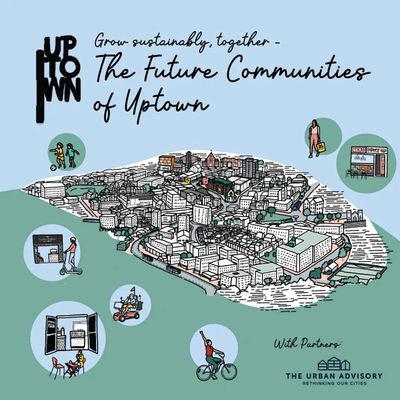 UP
TO
WN
Grow sustainably, together -
The Future Communities
of Uptown
With Partners
THE URBAN ADVISORY
RETHINKING OUR CITIES